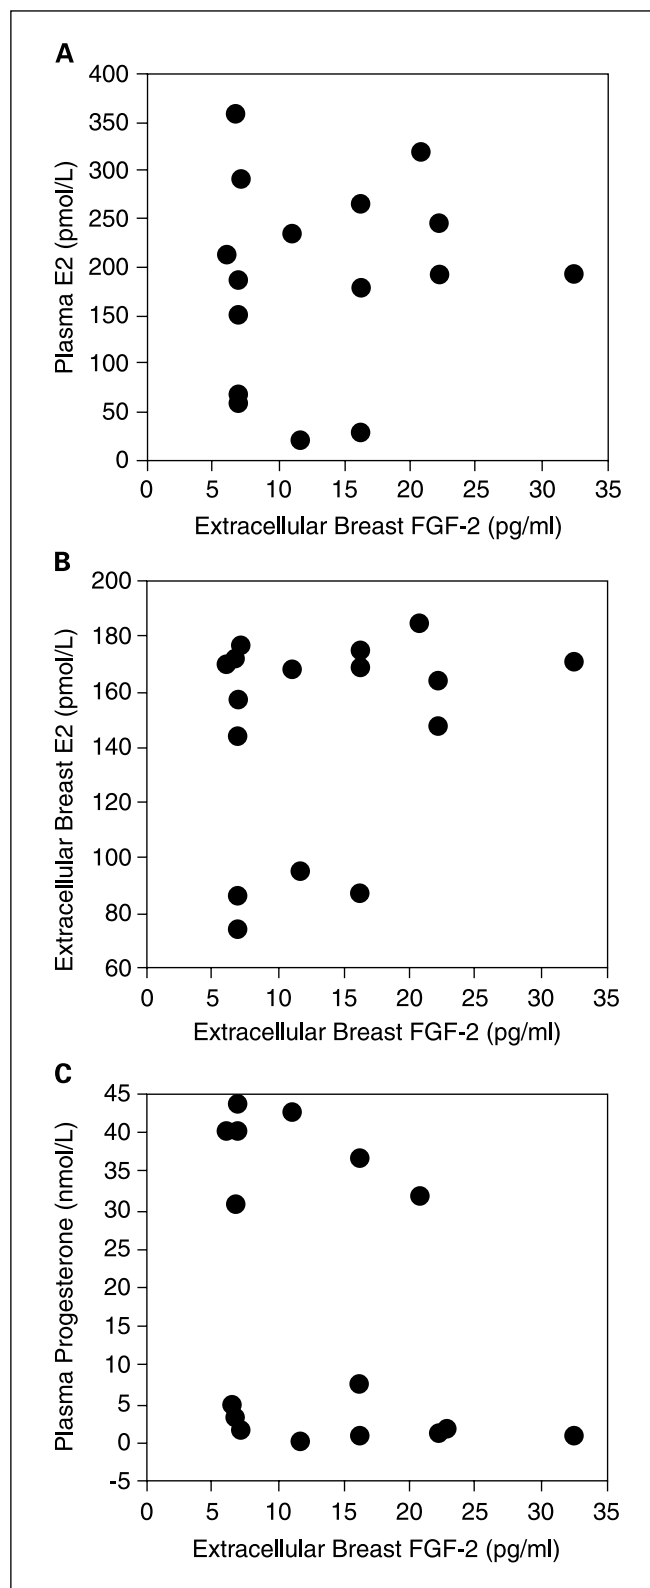 A
400
350
300
250
200
150
100
50
0
Plasma E2 (pmol/L)
0 5 10 15 20 25 30 35
Extracellular Breast FGF-2 (pg/ml)
B
200
180
160
140
120
100
80
60
Extracellular Breast E2 (pmol/L)
0 5 10 15 20 25 30 35
Extracellular Breast FGF-2 (pg/ml)
C
45
40
35
30
25
20
15
10
5
0
-5
Plasma Progesterone (nmol/L)
0 5 10 15 20 25 30 35
Extracellular Breast FGF-2 (pg/ml)